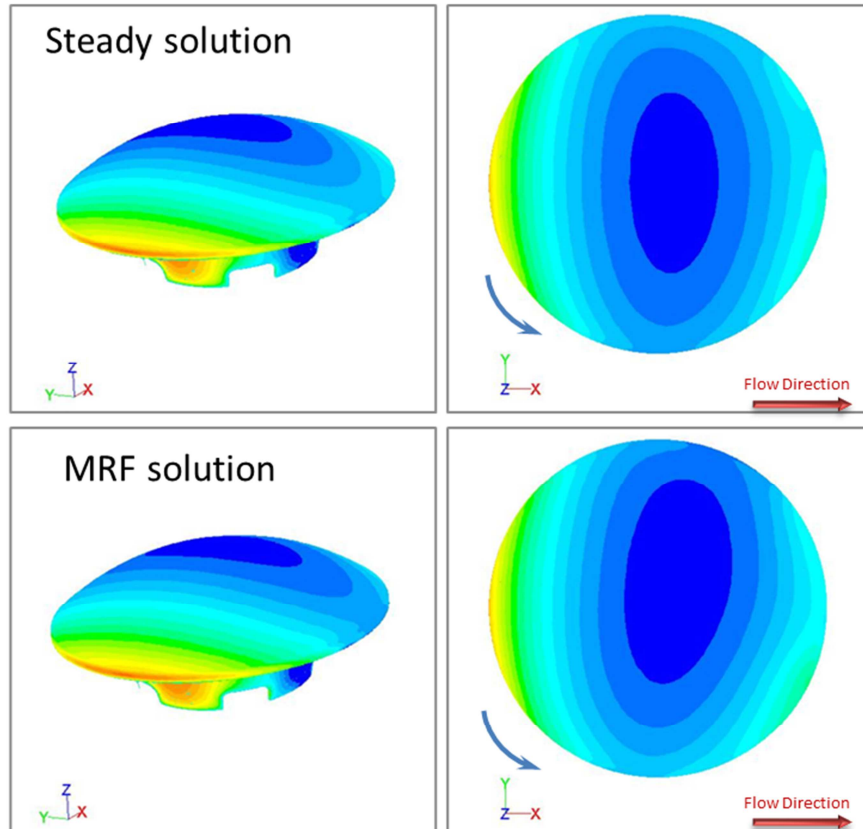 Steady solution
Z
Y X
Y
Z X
Flow Direction
MRF solution
Z
Y X
Y
Z X
Flow Direction